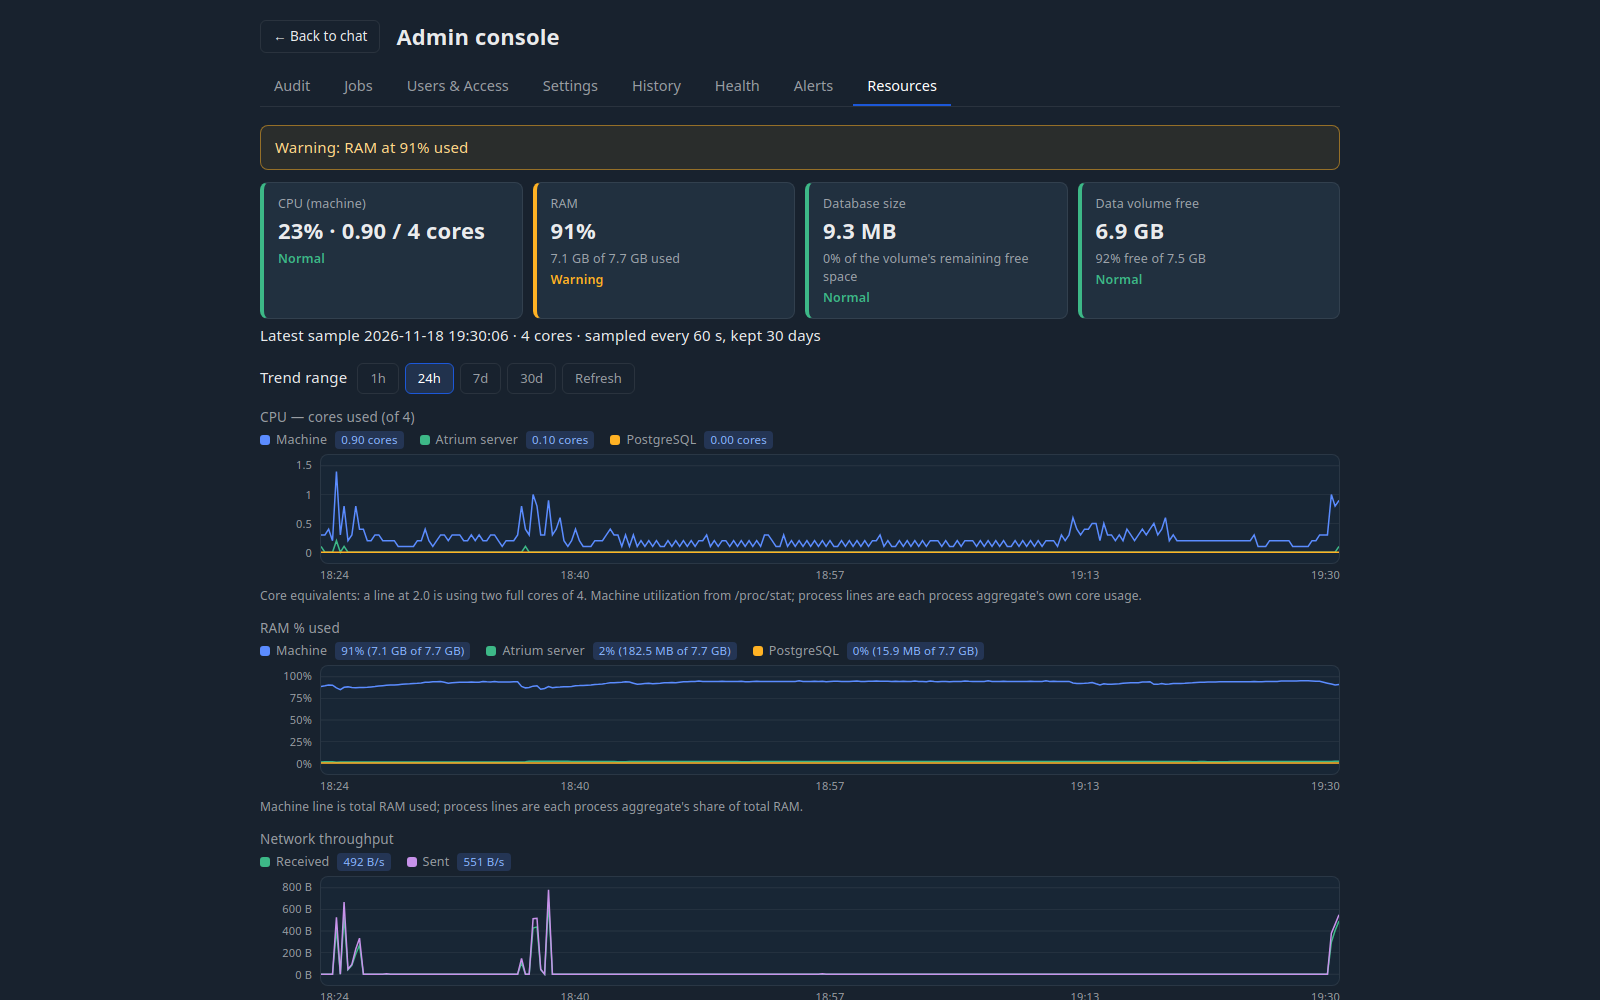 ← Back to chat
Admin console
Audit Jobs Users & Access Settings History Health Alerts Resources
Warning: RAM at 91% used
CPU (machine)
23% · 0.90 / 4 cores
Normal
RAM
91%
7.1 GB of 7.7 GB used
Warning
Database size
9.3 MB
0% of the volume's remaining free
space
Normal
Data volume free
6.9 GB
92% free of 7.5 GB
Normal
Latest sample 2026-11-18 19:30:06 · 4 cores · sampled every 60 s, kept 30 days
Trend range 1h 24h 7d 30d Refresh
CPU — cores used (of 4)
Machine 0.90 cores Atrium server 0.10 cores PostgreSQL 0.00 cores
1.5
1
0.5
0
18:24 18:40 18:57 19:13 19:30
Core equivalents: a line at 2.0 is using two full cores of 4. Machine utilization from /proc/stat; process lines are each process aggregate's own core usage.
RAM % used
Machine 91% (7.1 GB of 7.7 GB) Atrium server 2% (182.5 MB of 7.7 GB) PostgreSQL 0% (15.9 MB of 7.7 GB)
100%
75%
50%
25%
0%
18:24 18:40 18:57 19:13 19:30
Machine line is total RAM used; process lines are each process aggregate's share of total RAM.
Network throughput
Received 492 B/s Sent 551 B/s
800 B
600 B
400 B
200 B
0 B
18:24 18:40 18:57 19:13 19:30